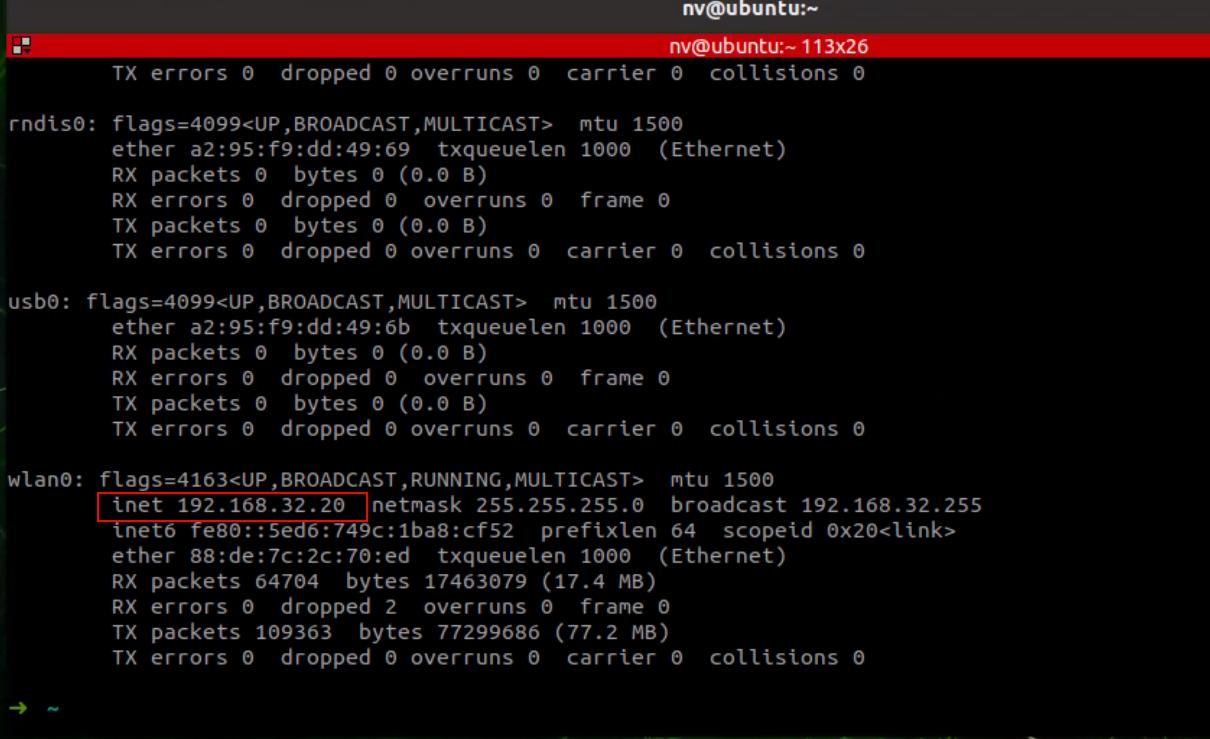 nv@ubuntu:~
nv@ubuntu:~ 113x26
TX errors 0  dropped 0 overruns 0  carrier 0  collisions 0
rndis0: flags=4099<UP,BROADCAST,MULTICAST>  mtu 1500
ether a2:95:f9:dd:49:69  txqueuelen 1000  (Ethernet)
RX packets 0  bytes 0 (0.0 B)
RX errors 0  dropped 0  overruns 0  frame 0
TX packets 0  bytes 0 (0.0 B)
TX errors 0  dropped 0 overruns 0  carrier 0  collisions 0
usb0: flags=4099<UP,BROADCAST,MULTICAST>  mtu 1500
ether a2:95:f9:dd:49:6b  txqueuelen 1000  (Ethernet)
RX packets 0  bytes 0 (0.0 B)
RX errors 0  dropped 0  overruns 0  frame 0
TX packets 0  bytes 0 (0.0 B)
TX errors 0  dropped 0 overruns 0  carrier 0  collisions 0
wlan0: flags=4163<UP,BROADCAST,RUNNING,MULTICAST>  mtu 1500
inet 192.168.32.20  netmask 255.255.255.0  broadcast 192.168.32.255
inet6 fe80::5ed6:749c:1ba8:cf52  prefixlen 64  scopeid 0x20<link>
ether 88:de:7c:2c:70:ed  txqueuelen 1000  (Ethernet)
RX packets 64704  bytes 17463079 (17.4 MB)
RX errors 0  dropped 2  overruns 0  frame 0
TX packets 109363  bytes 77299686 (77.2 MB)
TX errors 0  dropped 0 overruns 0  carrier 0  collisions 0
➜  ~